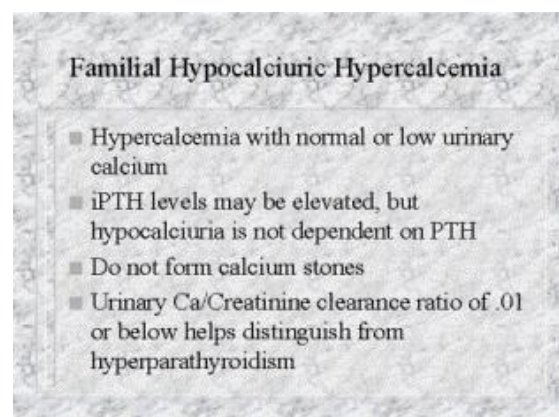 Familial Hypocalciuric Hypercalcemia
Hypercalcemia with normal or low urinary
calcium
iPTH levels may be elevated, but
hypocalciuria is not dependent on PTH
Do not form calcium stones
Urinary Ca/Creatinine clearance ratio of .01
or below helps distinguish from
hyperparathyroidism